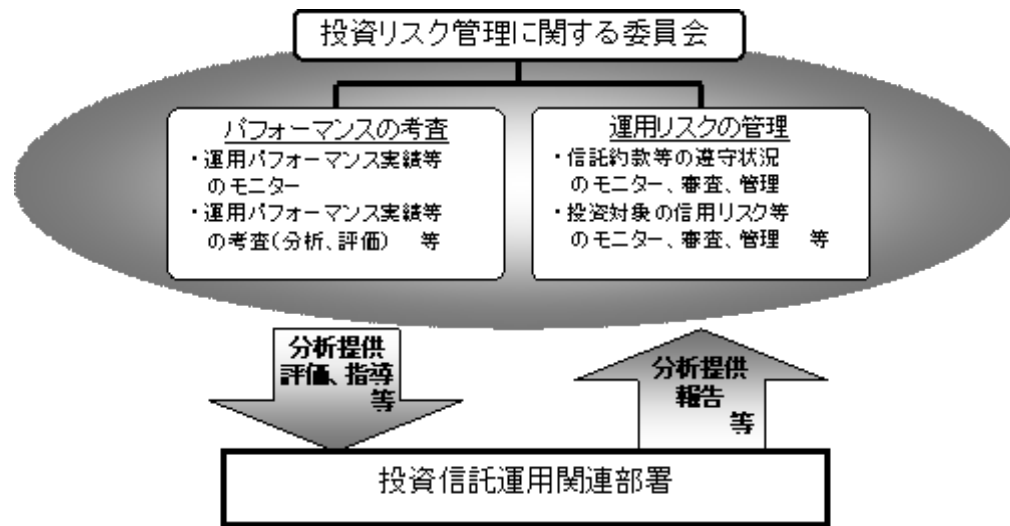 投資リスク管理に関する委員会
パフォーマンスの考査
・運用パフォーマンス実績等
のモニター
・運用パフォーマンス実績等
の考査(分析、評価) 等
運用リスクの管理
・信託約款等の遵守状況
のモニター、審査、管理
・投資対象の信用リスク等
のモニター、審査、管理 等
分析提供
評価、指導
等
分析提供
報告
等
投資信託運用関連部署